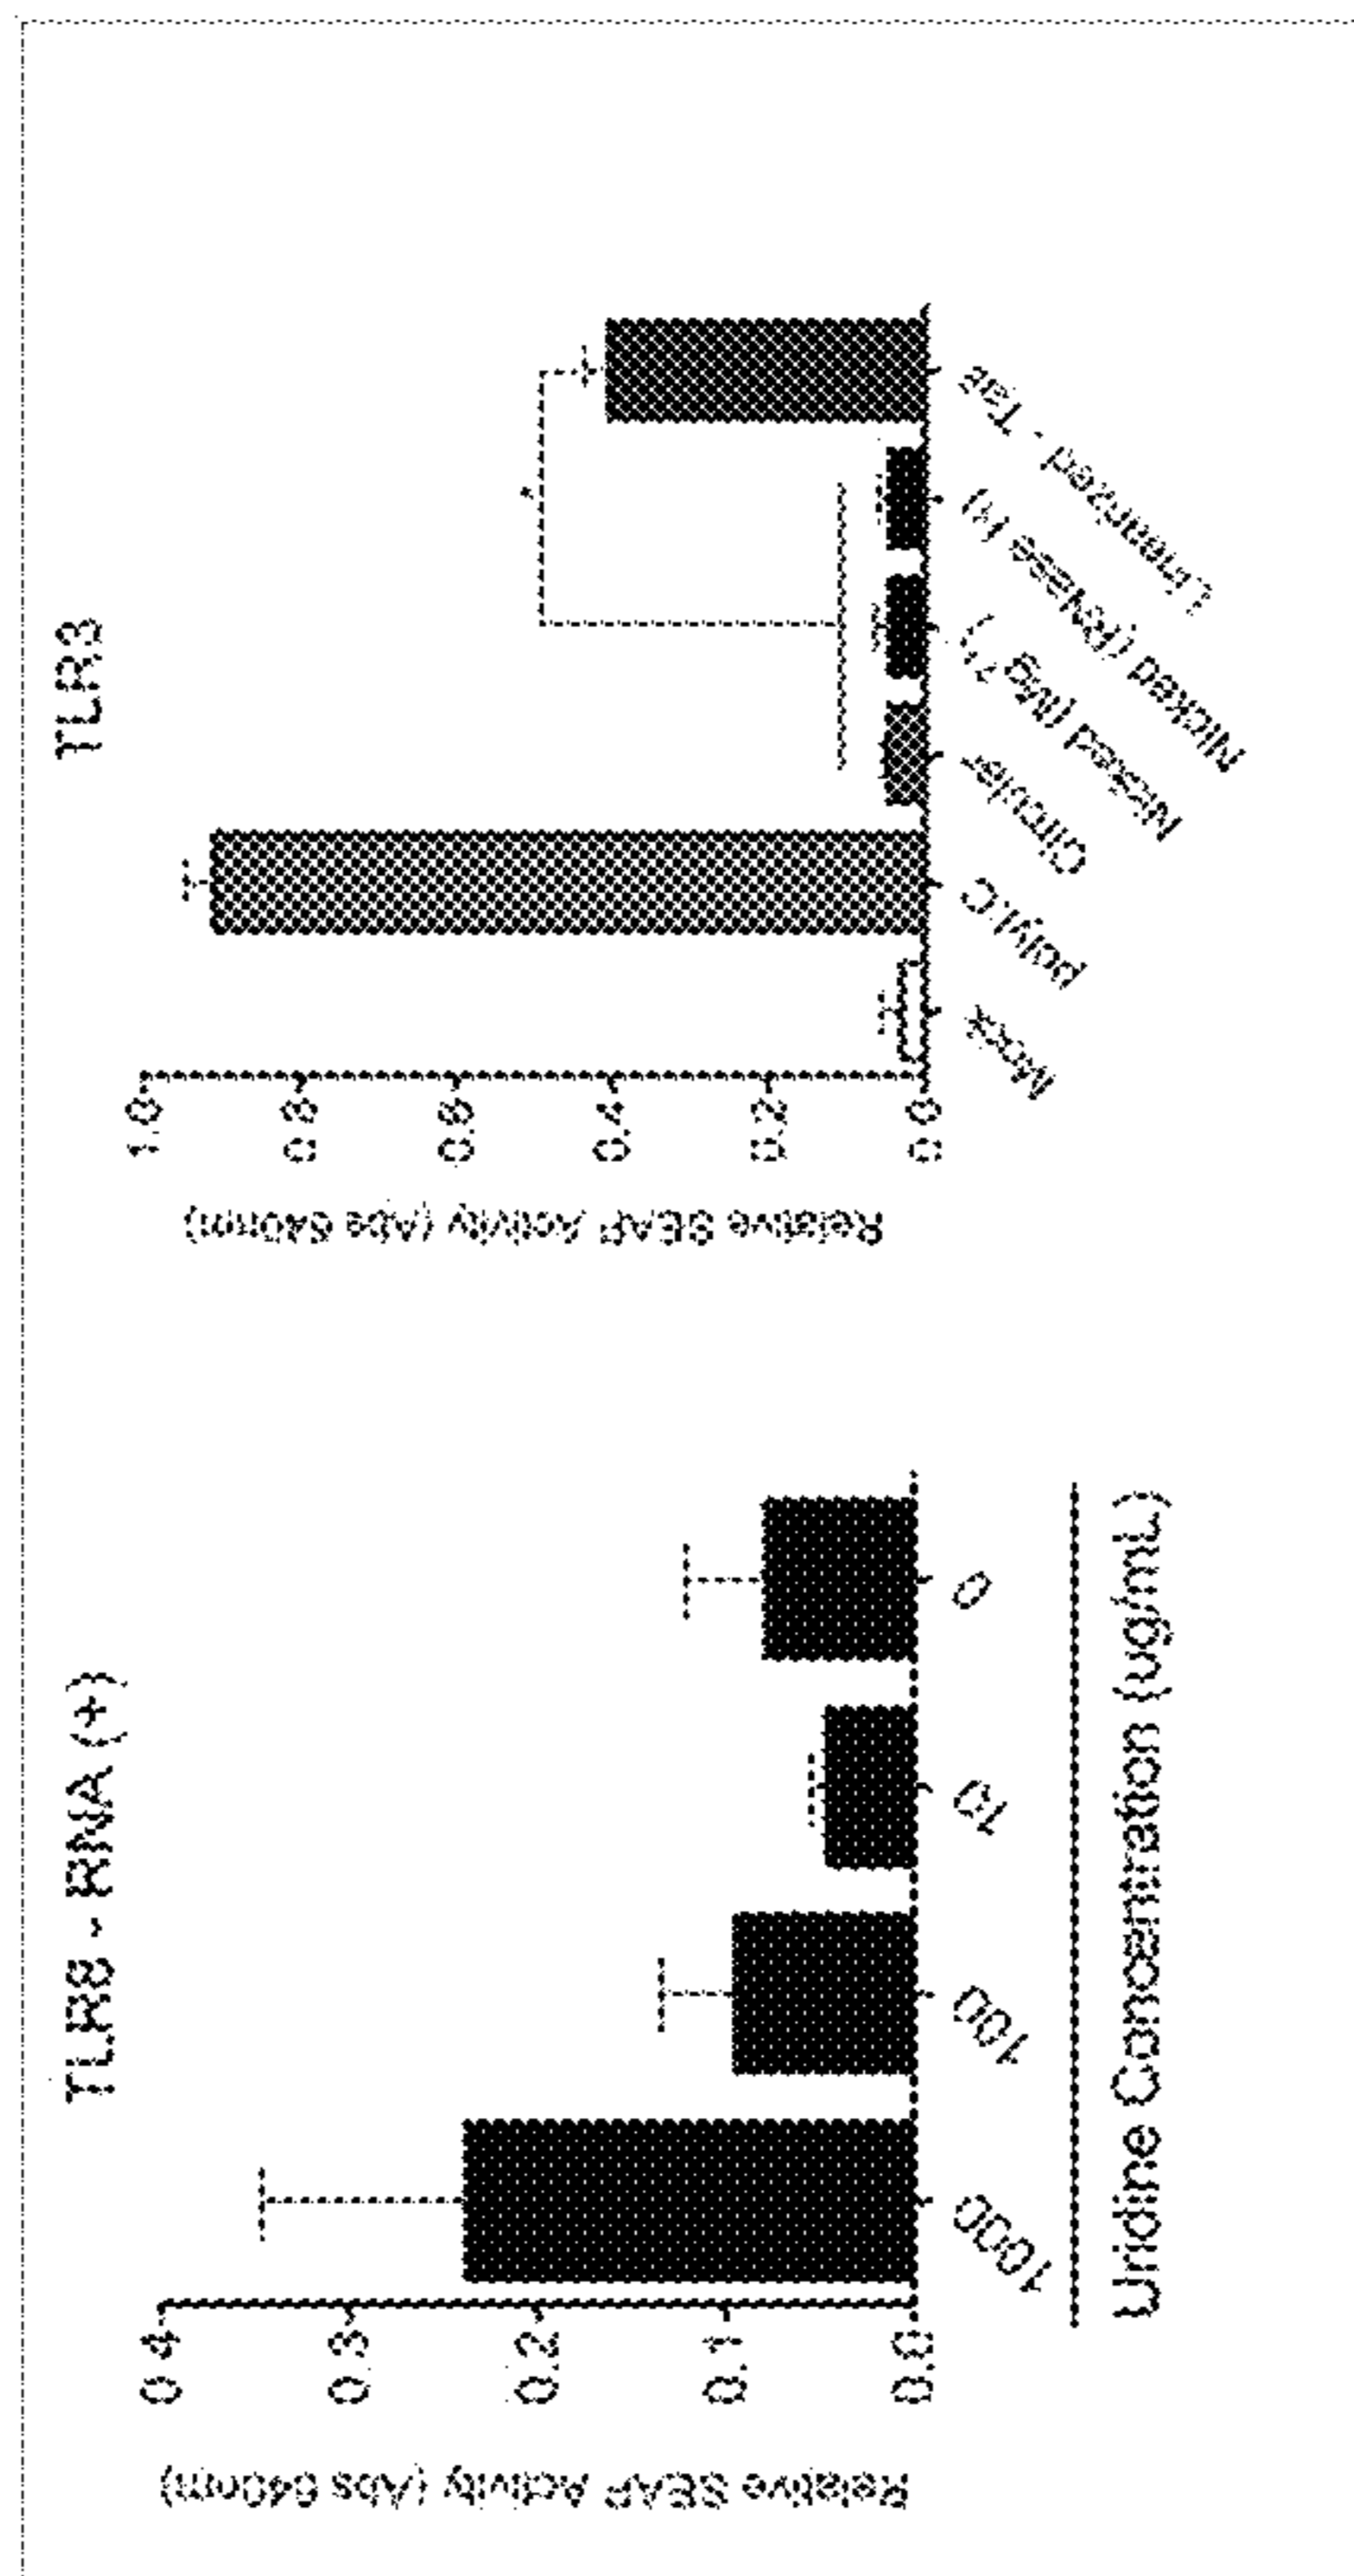 TLR8 - RNA (+)
Relative SEAP Activity (Abs 640nm)
0.4
0.3
0.2
0.1
0.0
1000
100
10
0
Uridine Concentration (ug/mL)
TLR3
Relative SEAP Activity (Abs 640nm)
1.0
0.8
0.6
0.4
0.2
0.0
*
Mock
polyI:C
Circular
Nicked (Mg
Nicked (RNase H)
Linearized -